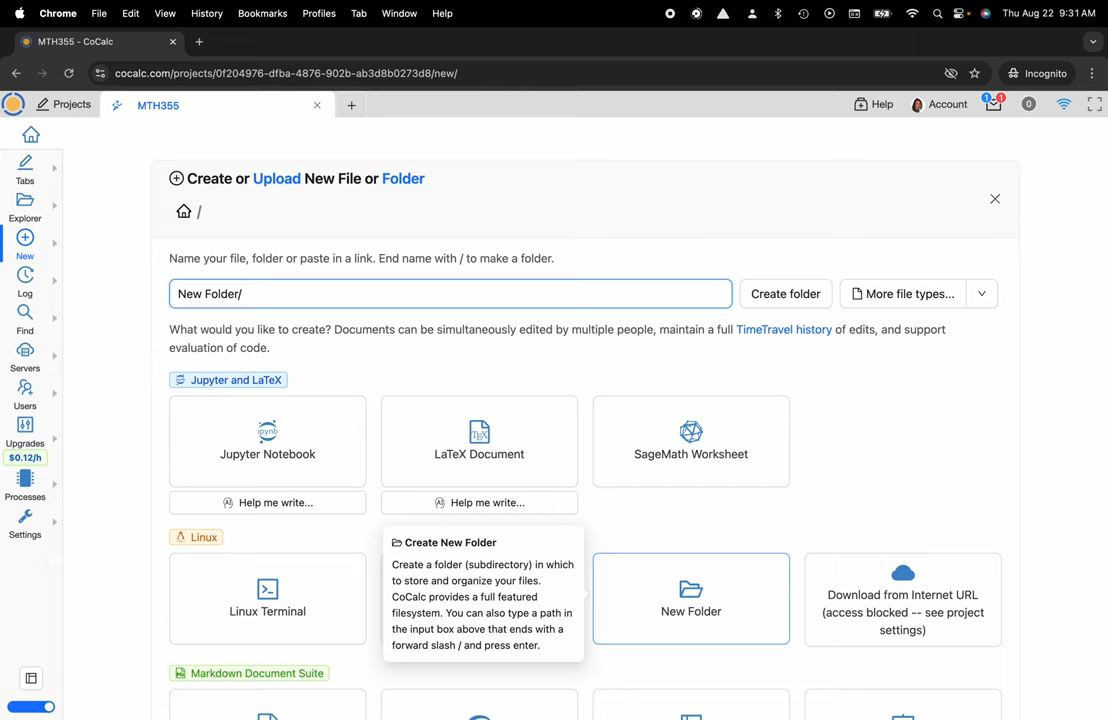 Chrome File Edit View History Bookmarks Profiles Tab Window Help Thu Aug 22 9:31 AM
MTH355 - CoCalc
cocalc.com/projects/0f204976-dfba-4876-902b-ab3d8b0273d8/new/ Incognito
Projects MTH355 Help Account 1 1 0
Tabs
Explorer
New
Log
Find
Servers
Users
Upgrades
$0.12/h
Processes
Settings
Create or Upload New File or Folder
/
Name your file, folder or paste in a link. End name with / to make a folder.
New Folder/ Create folder More file types...
What would you like to create? Documents can be simultaneously edited by multiple people, maintain a full TimeTravel history of edits, and support
evaluation of code.
Jupyter and LaTeX
ipynb TEX
Jupyter Notebook LaTeX Document SageMath Worksheet
AI Help me write... AI Help me write...
Linux
Linux Terminal
Create New Folder
Create a folder (subdirectory) in which
to store and organize your files.
CoCalc provides a full featured
filesystem. You can also type a path in
the input box above that ends with a
forward slash / and press enter.
New Folder
Download from Internet URL
(access blocked -- see project
settings)
Markdown Document Suite